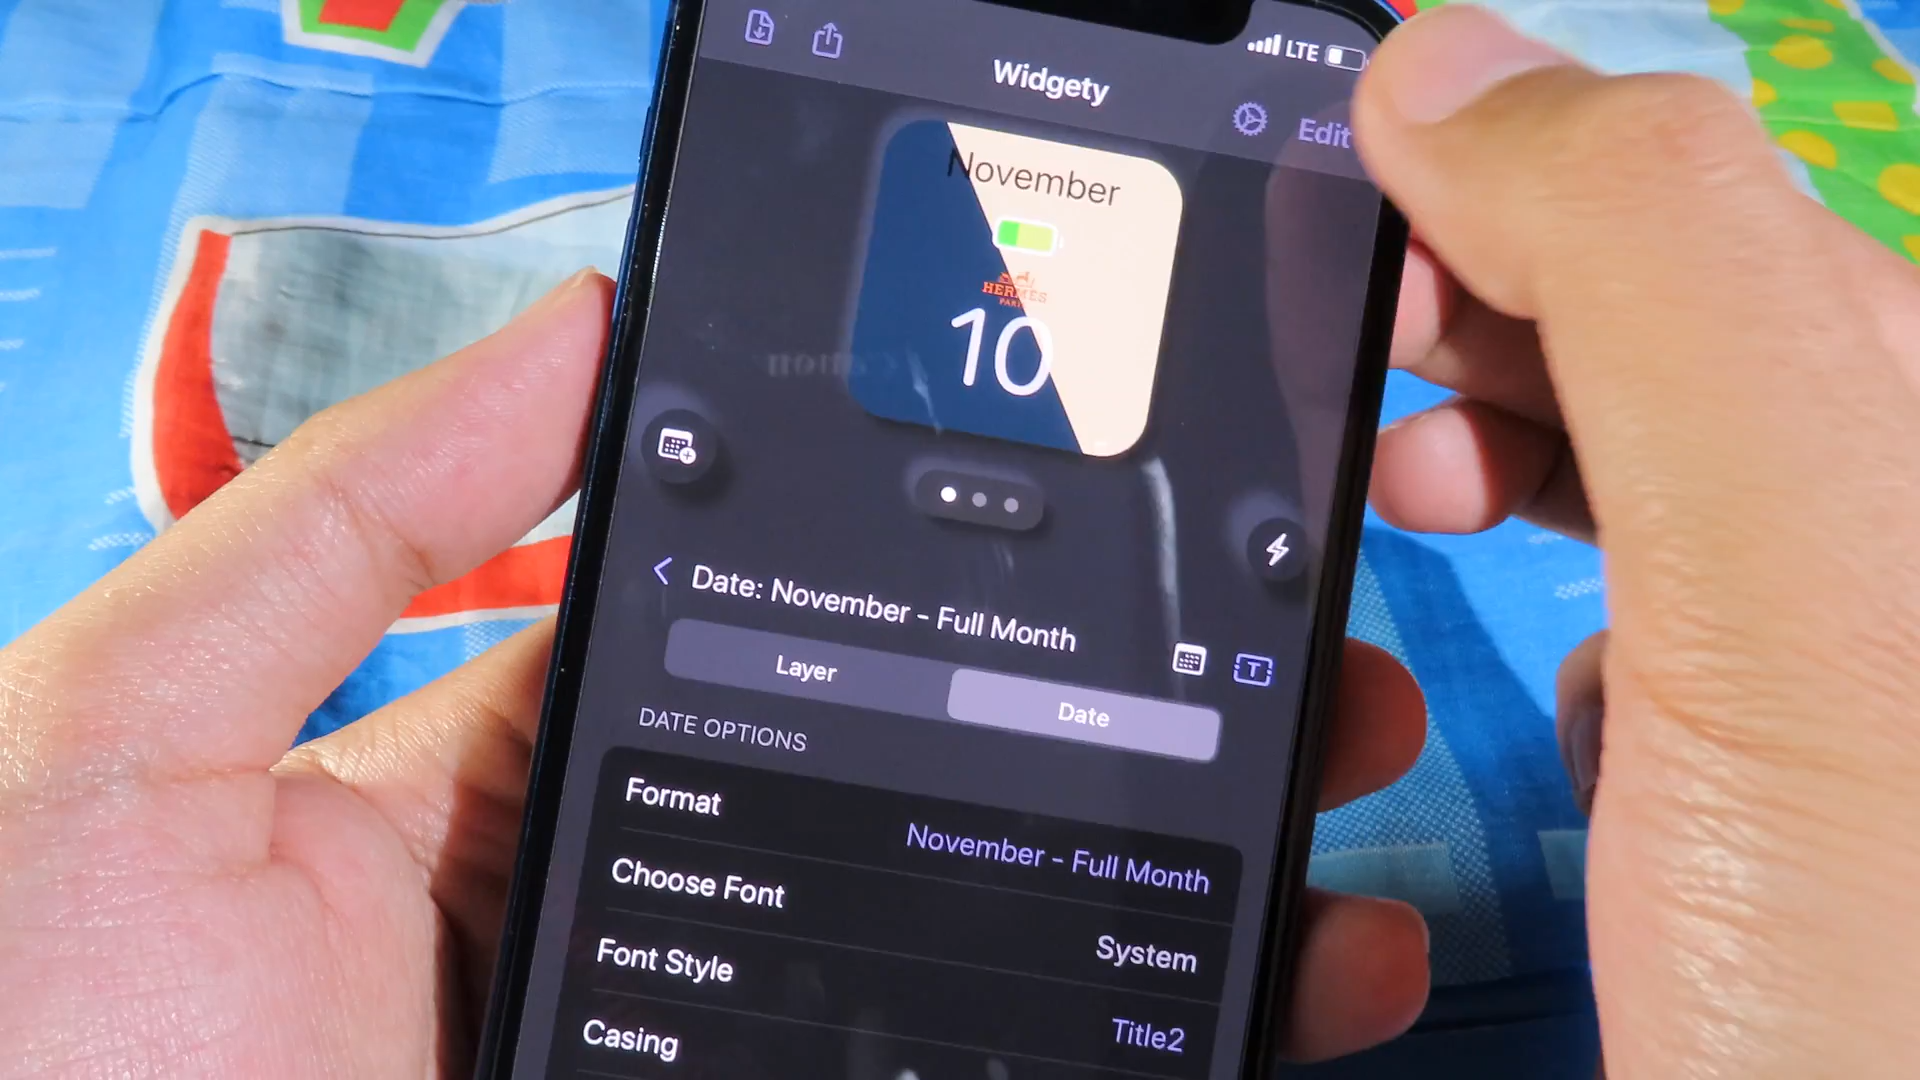 LTE
Widgety
Edit
November
HERMES
PARIS
10
Date: November - Full Month
T
Layer
Date
DATE OPTIONS
Format
November - Full Month
Choose Font
System
Font Style
Title2
Casing